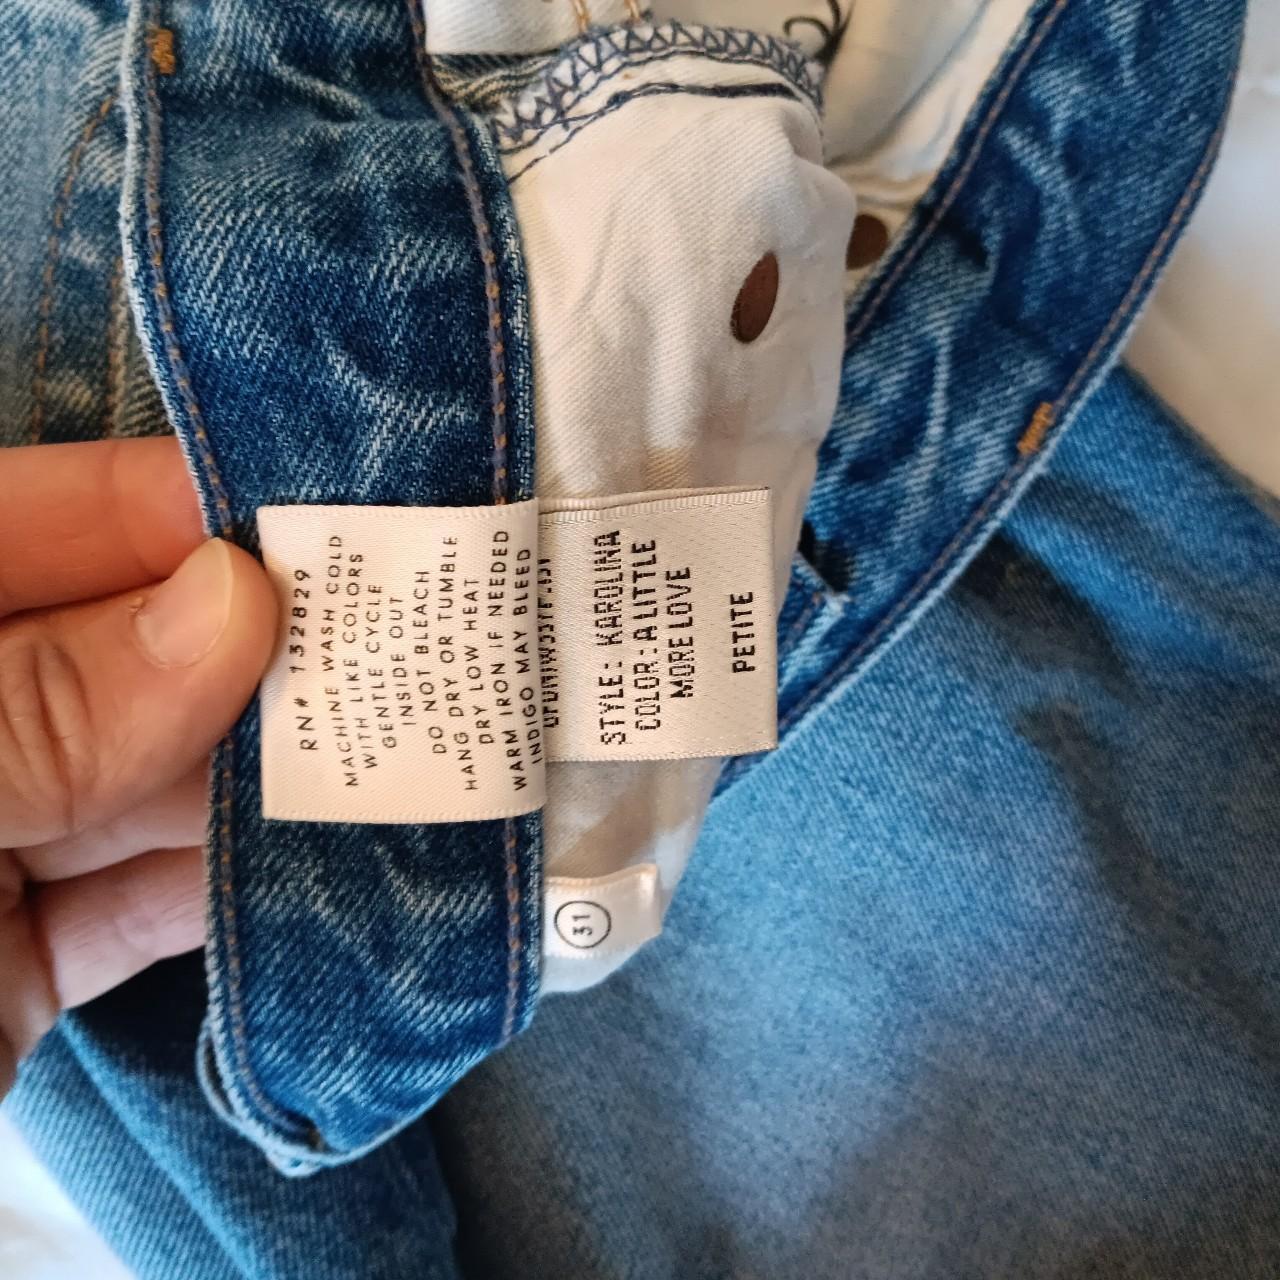 RN# 132829
MACHINE WASH COLD
WITH LIKE COLORS
GENTLE CYCLE
INSIDE OUT
DO NOT BLEACH
HANG DRY OR TUMBLE
DRY LOW HEAT
WARM IRON IF NEEDED
INDIGO MAY BLEED
STYLE: KAROLINA
COLOR: A LITTLE
MORE LOVE
PETITE
31